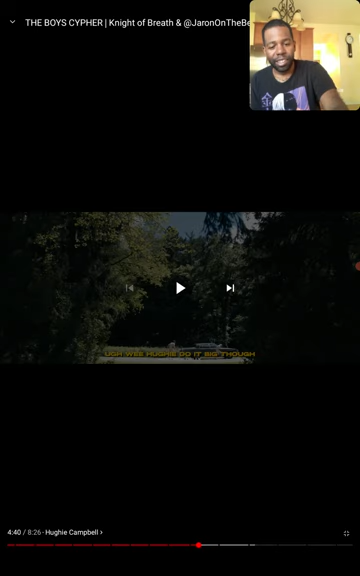 THE BOYS CYPHER | Knight of Breath & @JaronOnTheBe
UGH WEE HUGHIE DO IT BIG THOUGH
4:40 / 8:26 · Hughie Campbell >